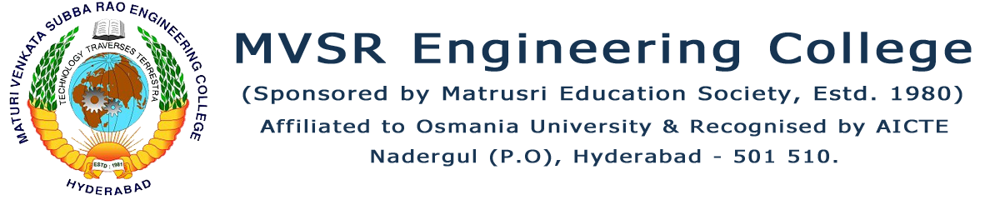 MATURI VENKATA SUBBA RAO ENGINEERING COLLEGE
TECHNOLOGY TRAVERSES TERRESTRA
ESTD : 1981
HYDERABAD
MVSR Engineering College
(Sponsored by Matrusri Education Society, Estd. 1980)
Affiliated to Osmania University & Recognised by AICTE
Nadergul (P.O), Hyderabad - 501 510.